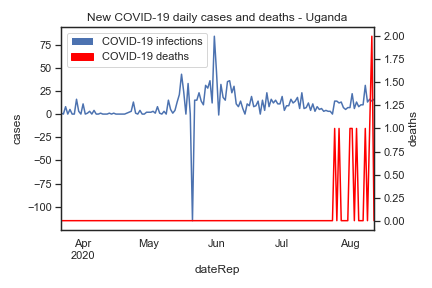 New COVID-19 daily cases and deaths - Uganda
COVID-19 infections
COVID-19 deaths
cases
75
50
25
0
−25
−50
−75
−100
2.00
1.75
1.50
1.25
1.00
0.75
0.50
0.25
0.00
deaths
Apr
2020
May
Jun
Jul
Aug
dateRep